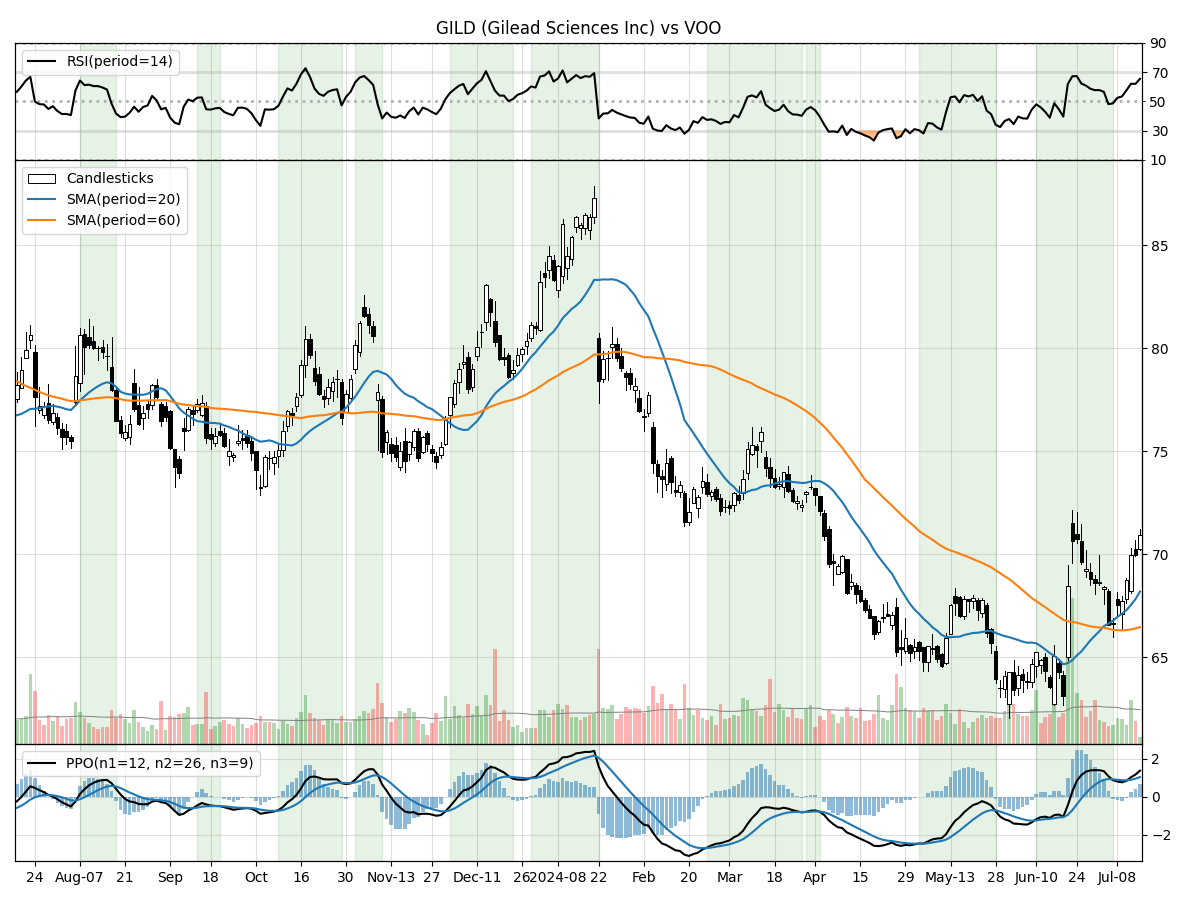 GILD (Gilead Sciences Inc) vs VOO
RSI(period=14)
90
70
50
30
10
Candlesticks
SMA(period=20)
SMA(period=60)
85
80
75
70
65
PPO(n1=12, n2=26, n3=9)
2
0
−2
24 Aug-07 21 Sep 18 Oct 16 30 Nov-13 27 Dec-11 26 2024-08 22 Feb 20 Mar 18 Apr 15 29 May-13 28 Jun-10 24 Jul-08